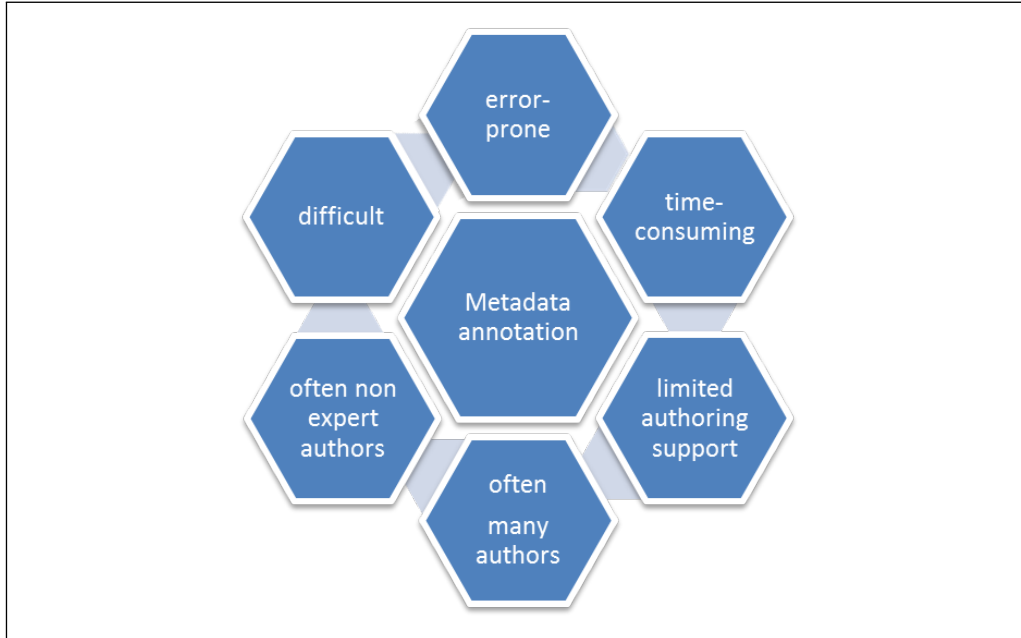 error-
prone
difficult
time-
consuming
Metadata
annotation
often non
expert
authors
limited
authoring
support
often
many
authors